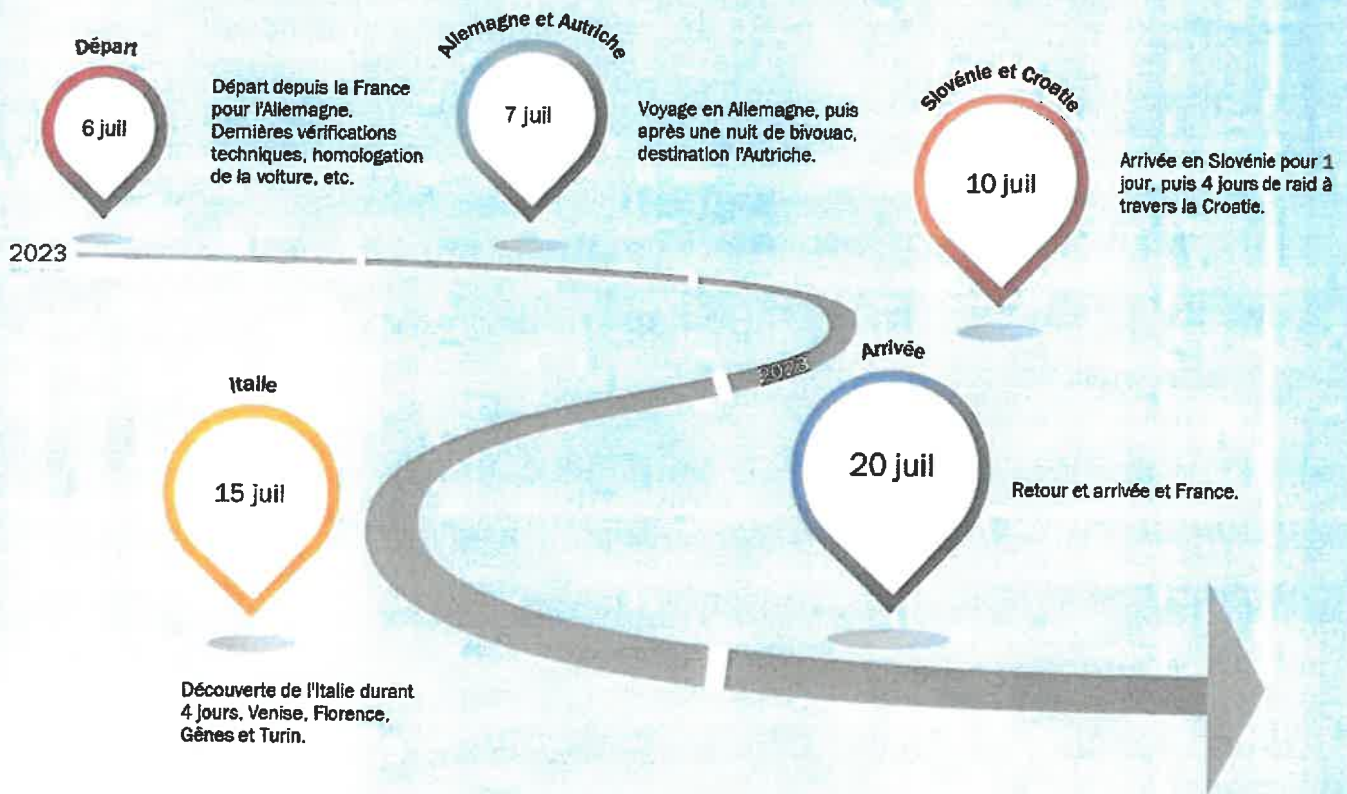 Départ
6 juil
Départ depuis la France
pour l'Allemagne.
Dernières vérifications
techniques, homologation
de la voiture, etc.
Allemagne et Autriche
7 juil
Voyage en Allemagne, puis
après une nuit de bivouac,
destination l'Autriche.
Slovénie et Croatie
10 juil
Arrivée en Slovénie pour 1
jour, puis 4 jours de raid à
travers la Croatie.
2023
2023
Italie
15 juil
Découverte de l'Italie durant
4 jours, Venise, Florence,
Gênes et Turin.
Arrivée
20 juil
Retour et arrivée et France.